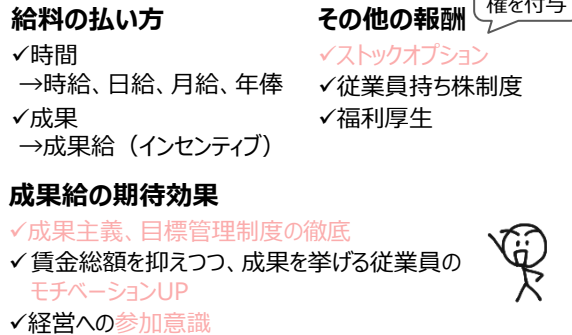 権を付与
給料の払い方
✓時間
→時給、日給、月給、年俸
✓成果
→成果給（インセンティブ）
その他の報酬
✓ストックオプション
✓従業員持ち株制度
✓福利厚生
成果給の期待効果
✓成果主義、目標管理制度の徹底
✓賃金総額を抑えつつ、成果を挙げる従業員の
モチベーションUP
✓経営への参加意識